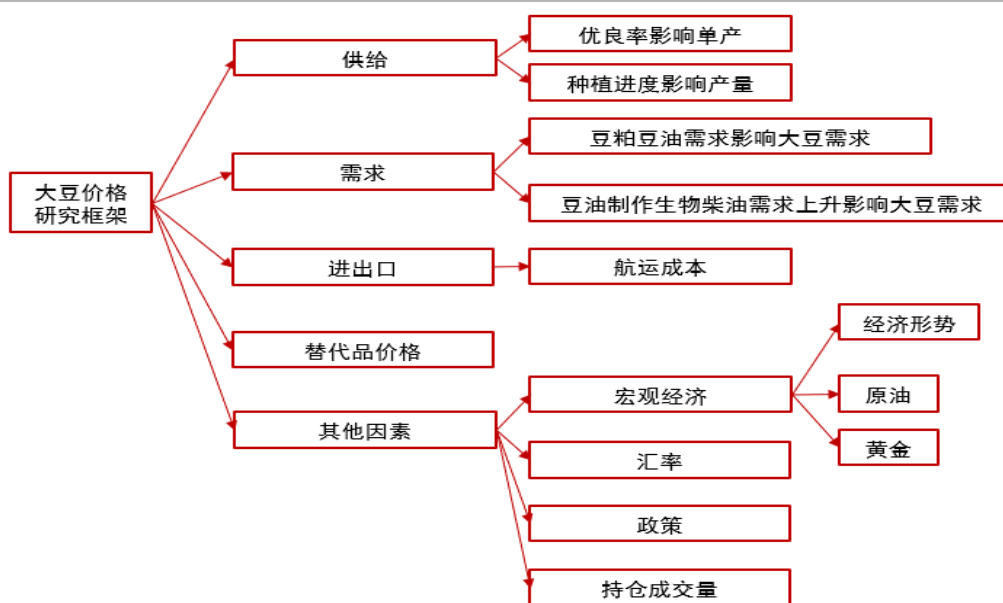 大豆价格
研究框架
供给
优良率影响单产
种植进度影响产量
需求
豆粕豆油需求影响大豆需求
豆油制作生物柴油需求上升影响大豆需求
进出口
航运成本
替代品价格
其他因素
宏观经济
经济形势
原油
黄金
汇率
政策
持仓成交量